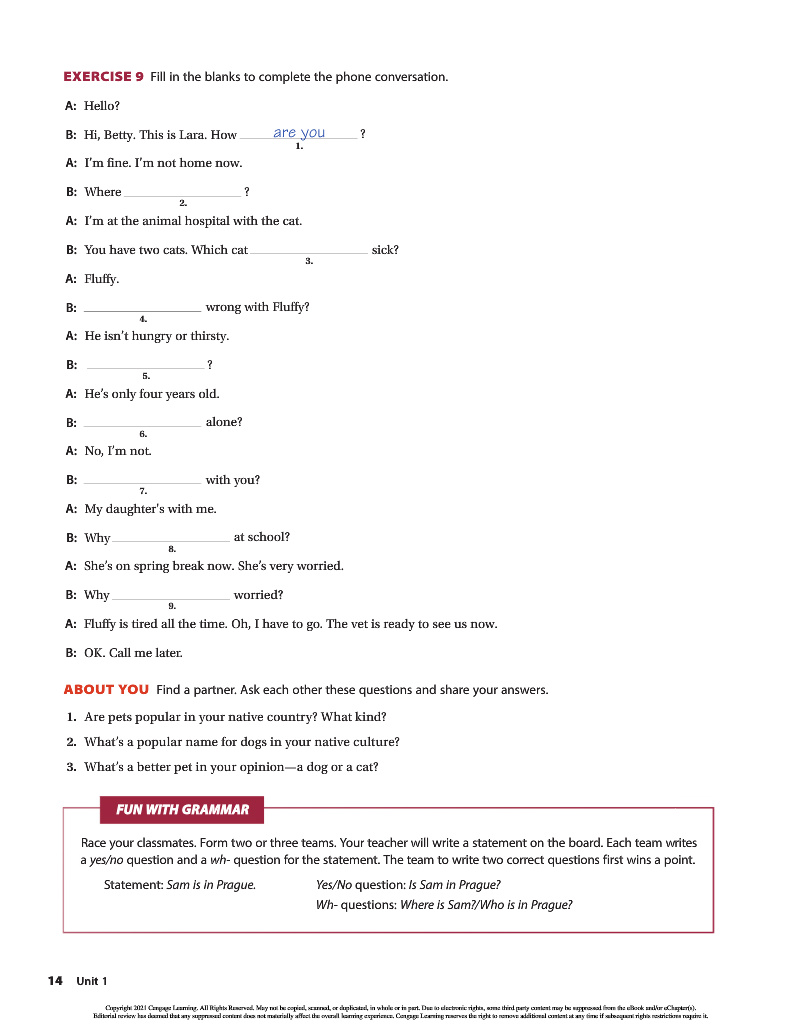 EXERCISE 9 Fill in the blanks to complete the phone conversation.
A: Hello?
B: Hi, Betty. This is Lara. How are you ?
1.
A: I'm fine. I'm not home now.
B: Where ____________ ?
2.
A: I'm at the animal hospital with the cat.
B: You have two cats. Which cat ____________ sick?
3.
A: Fluffy.
B: ____________ wrong with Fluffy?
4.
A: He isn't hungry or thirsty.
B: ____________ ?
5.
A: He's only four years old.
B: ____________ alone?
6.
A: No, I'm not.
B: ____________ with you?
7.
A: My daughter's with me.
B: Why ____________ at school?
8.
A: She's on spring break now. She's very worried.
B: Why ____________ worried?
9.
A: Fluffy is tired all the time. Oh, I have to go. The vet is ready to see us now.
B: OK. Call me later.
ABOUT YOU Find a partner. Ask each other these questions and share your answers.
1. Are pets popular in your native country? What kind?
2. What's a popular name for dogs in your native culture?
3. What's a better pet in your opinion—a dog or a cat?
FUN WITH GRAMMAR
Race your classmates. Form two or three teams. Your teacher will write a statement on the board. Each team writes
a yes/no question and a wh- question for the statement. The team to write two correct questions first wins a point.
Statement: Sam is in Prague. Yes/No question: Is Sam in Prague?
Wh- questions: Where is Sam?/Who is in Prague?
14 Unit 1
Copyright 2021 Cengage Learning. All Rights Reserved. May not be copied, scanned, or duplicated, in whole or in part. Due to electronic rights, some third party content may be suppressed from the eBook and/or eChapter(s).
Editorial review has deemed that any suppressed content does not materially affect the overall learning experience. Cengage Learning reserves the right to remove additional content at any time if subsequent rights restrictions require it.